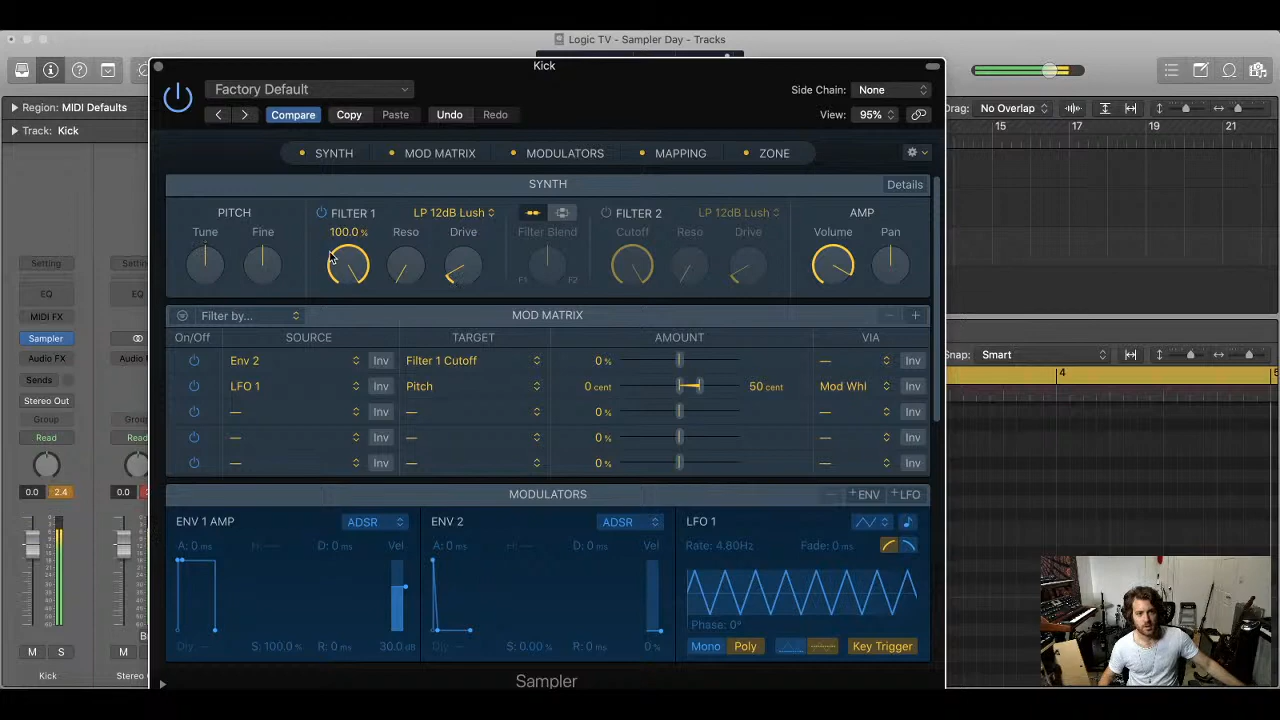 Logic TV - Sampler Day - Tracks
Kick
Factory Default
Side Chain: None
Compare Copy Paste Undo Redo
View: 95%
Region: MIDI Defaults
Track: Kick
Drag: No Overlap
15 17 19 21
SYNTH MOD MATRIX MODULATORS MAPPING ZONE
SYNTH
Details
PITCH FILTER 1 LP 12dB Lush FILTER 2 LP 12dB Lush AMP
Tune Fine 100.0 % Reso Drive Filter Blend Cutoff Reso Drive Volume Pan
F1 F2
Filter by... MOD MATRIX
On/Off SOURCE TARGET AMOUNT VIA
Env 2 Inv Filter 1 Cutoff 0 % — Inv
LFO 1 Inv Pitch 0 cent 50 cent Mod Whl Inv
— Inv — 0 % — Inv
— Inv — 0 % — Inv
— Inv — 0 % — Inv
MODULATORS
+ENV +LFO
ENV 1 AMP ADSR ENV 2 ADSR LFO 1
A: 0 ms H: — D: 0 ms Vel A: 0 ms D: 0 ms Vel Rate: 4.80Hz Fade: 0 ms
Phase: 0°
Dly — S: 100.0% R: 0 ms 30.0 dB S: 0.00% R: 0 ms 0 % Mono Poly Key Trigger
Sampler
Setting Settin
EQ E
MIDI FX
Sampler
Audio FX Audio F
Sends
Stereo Out
Group Group
Read Read
0.0 2.4 0.0
M S M
Kick Stereo O
Snap: Smart
4